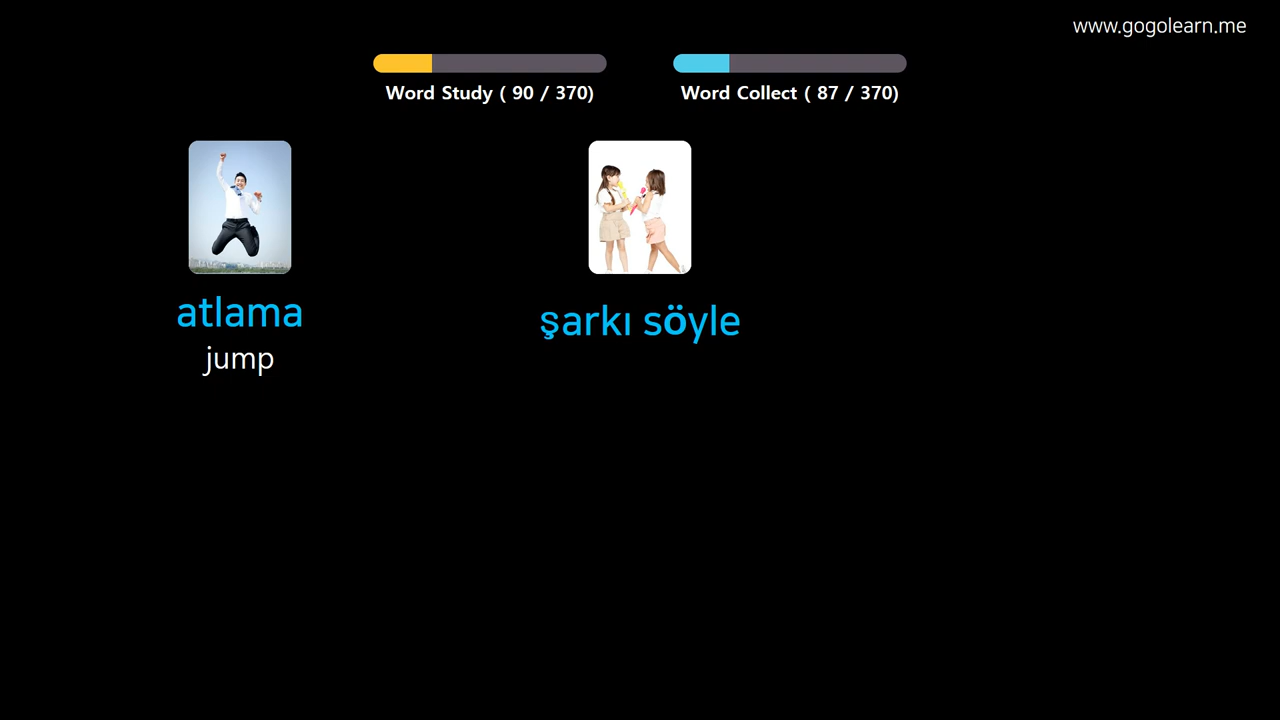 www.gogolearn.me
Word Study ( 90 / 370)
Word Collect ( 87 / 370)
atlama
jump
şarkı söyle